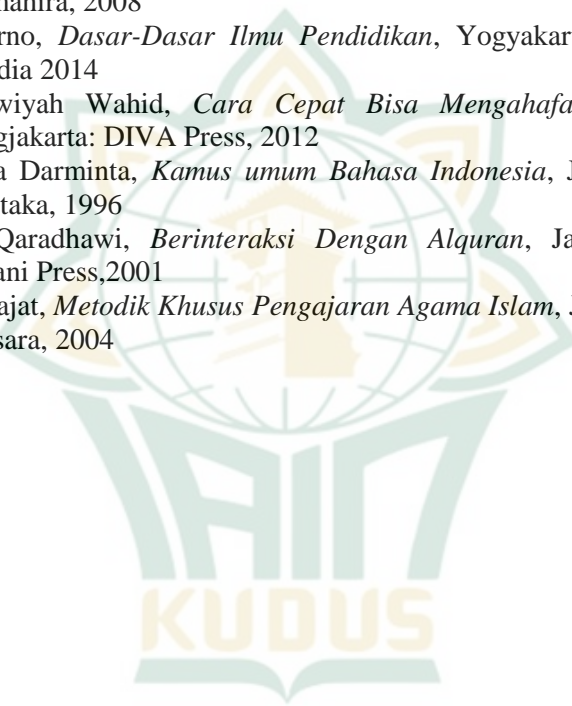 nahira, 2008
rno, Dasar-Dasar Ilmu Pendidikan, Yogyakar
dia 2014
wiyah Wahid, Cara Cepat Bisa Mengahafa
gjakarta: DIVA Press, 2012
a Darminta, Kamus umum Bahasa Indonesia, J
taka, 1996
Qaradhawi, Berinteraksi Dengan Alquran, Ja
ani Press,2001
ajat, Metodik Khusus Pengajaran Agama Islam, J
sara, 2004
IAIN
KUDUS